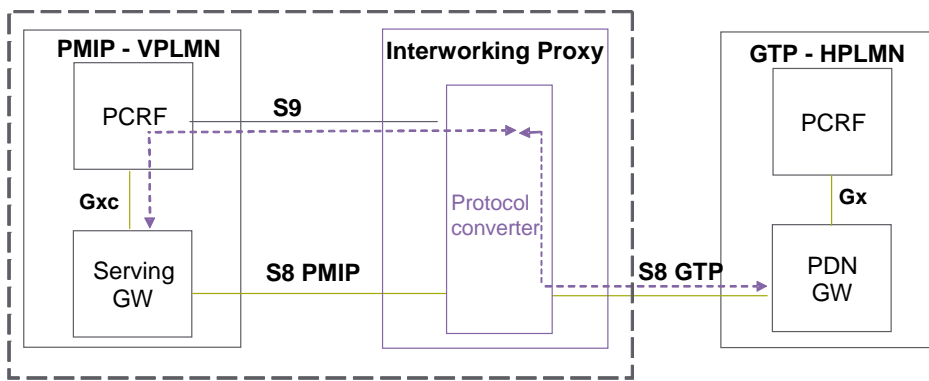 PMIP - VPLMN
Interworking Proxy
GTP - HPLMN
PCRF
S9
PCRF
Gxc
Protocol
converter
Gx
Serving
GW
S8 PMIP
S8 GTP
PDN
GW